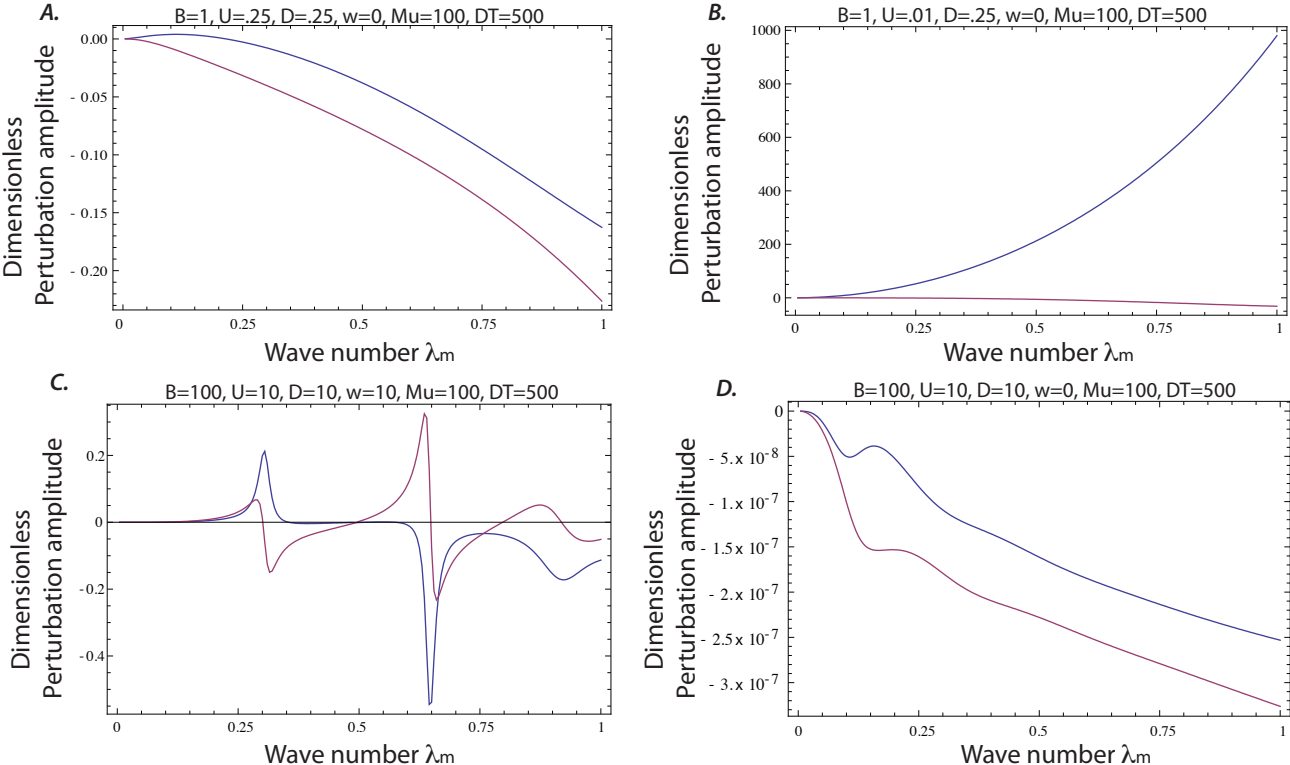 A.
B=1, U=.25, D=.25, w=0, Mu=100, DT=500
Dimensionless
Perturbation amplitude
0.00
- 0.05
- 0.10
- 0.15
- 0.20
0
0.25
0.5
0.75
1
Wave number λm
B.
B=1, U=.01, D=.25, w=0, Mu=100, DT=500
Dimensionless
Perturbation amplitude
1000
800
600
400
200
0
0
0.25
0.5
0.75
1
Wave number λm
C.
B=100, U=10, D=10, w=10, Mu=100, DT=500
Dimensionless
Perturbation amplitude
0.2
0
-0.2
-0.4
0
0.25
0.5
0.75
1
Wave number λm
D.
B=100, U=10, D=10, w=0, Mu=100, DT=500
Dimensionless
Perturbation amplitude
0
- 5.x 10-8
- 1.x 10-7
- 1.5x 10-7
- 2.x 10-7
- 2.5x 10-7
- 3.x 10-7
0
0.25
0.5
0.75
1
Wave number λm